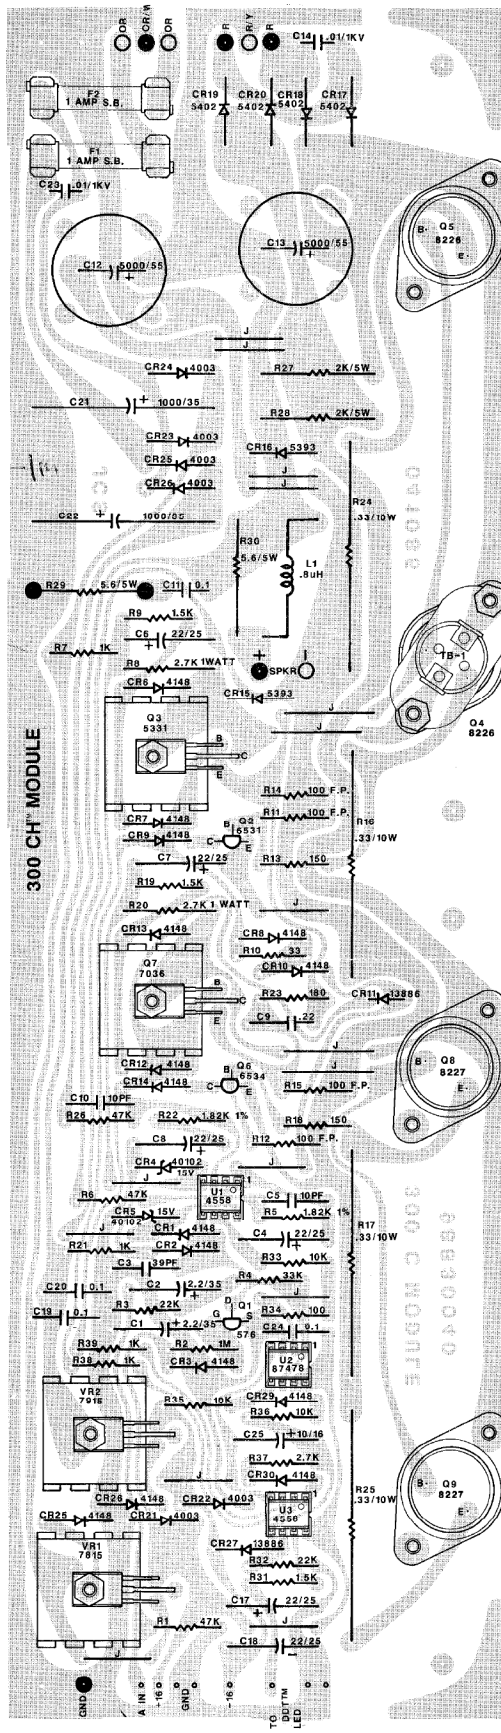 OR
OR/W
OR
R
R/Y
R
C14 .01/1KV
CR19 5402
CR20 5402
CR18 5402
CR17 5402
F2
1 AMP S.B.
F1
1 AMP S.B.
C23 .01/1KV
Q5
8226
B
E
C12 5000/55
+
C13 5000/55
+
J
J
CR24 4003
R27 2K/5W
C21 + 1000/35
R28 2K/5W
CR23 4003
CR16 5393
CR25 4003
J
CR26 4003
J
R24
.33/10W
C22 + 1000/35
R30
5.6/5W
L1
.8uH
R29 5.6/5W
C11 0.1
R9 1.5K
C6 22/25
+
R7 1K
R8 2.7K 1WATT
+
SPKR
CR6 4148
CR15 5393
TB-1
Q4
8226
Q3
5331
B
C
E
J
J
300 CH™ MODULE
R14 100 F.P.
R11 100 F.P.
R16
.33/10W
CR7 4148
CR9 4148
Q2
6531
B
C
E
C7 22/25
+
R13 150
R19 1.5K
R20 2.7K 1 WATT
J
CR13 4148
CR8 4148
R10 33
CR10 4148
Q7
7036
B
C
E
R23 180
CR11 13886
C9 .22
J
J
Q8
8227
B
E
CR12 4148
CR14 4148
Q6
6534
B
C
E
R15 100 F.P.
C10 10PF
R26 47K
R22 1.82K 1%
R18 150
C8 22/25
+
R12 100 F.P.
CR4 40102
15V
J
J
R6 47K
U1
4558
1
C5 10PF
R5 1.82K 1%
CR5 15V
40102
R17
.33/10W
J
CR1 4148
C4 22/25
+
R21 1K
CR2 4148
R33 10K
C3 39PF
R4 33K
C20 0.1
C2 2.2/35
+
J
C19 0.1
R3 22K
D
Q1
G
S
576
R34 100
C1 + 2.2/35
C24 0.1
R39 1K
R2 1M
R38 1K
CR3 4148
U2
87478
1
VR2
7915
R35 10K
CR29 4148
R36 10K
C25 + 10/16
R37 2.7K
CR30 4148
J
R25
.33/10W
Q9
8227
B
E
CR26 4148
CR22 4003
CR25 4148
CR21 4003
U3
4558
1
VR1
7815
CR27 13886
R32 22K
R31 1.5K
C17 22/25
+
R1 47K
J
C18 22/25
J
GND
A IN
+16
GND
-16
TO
DDT™
LED